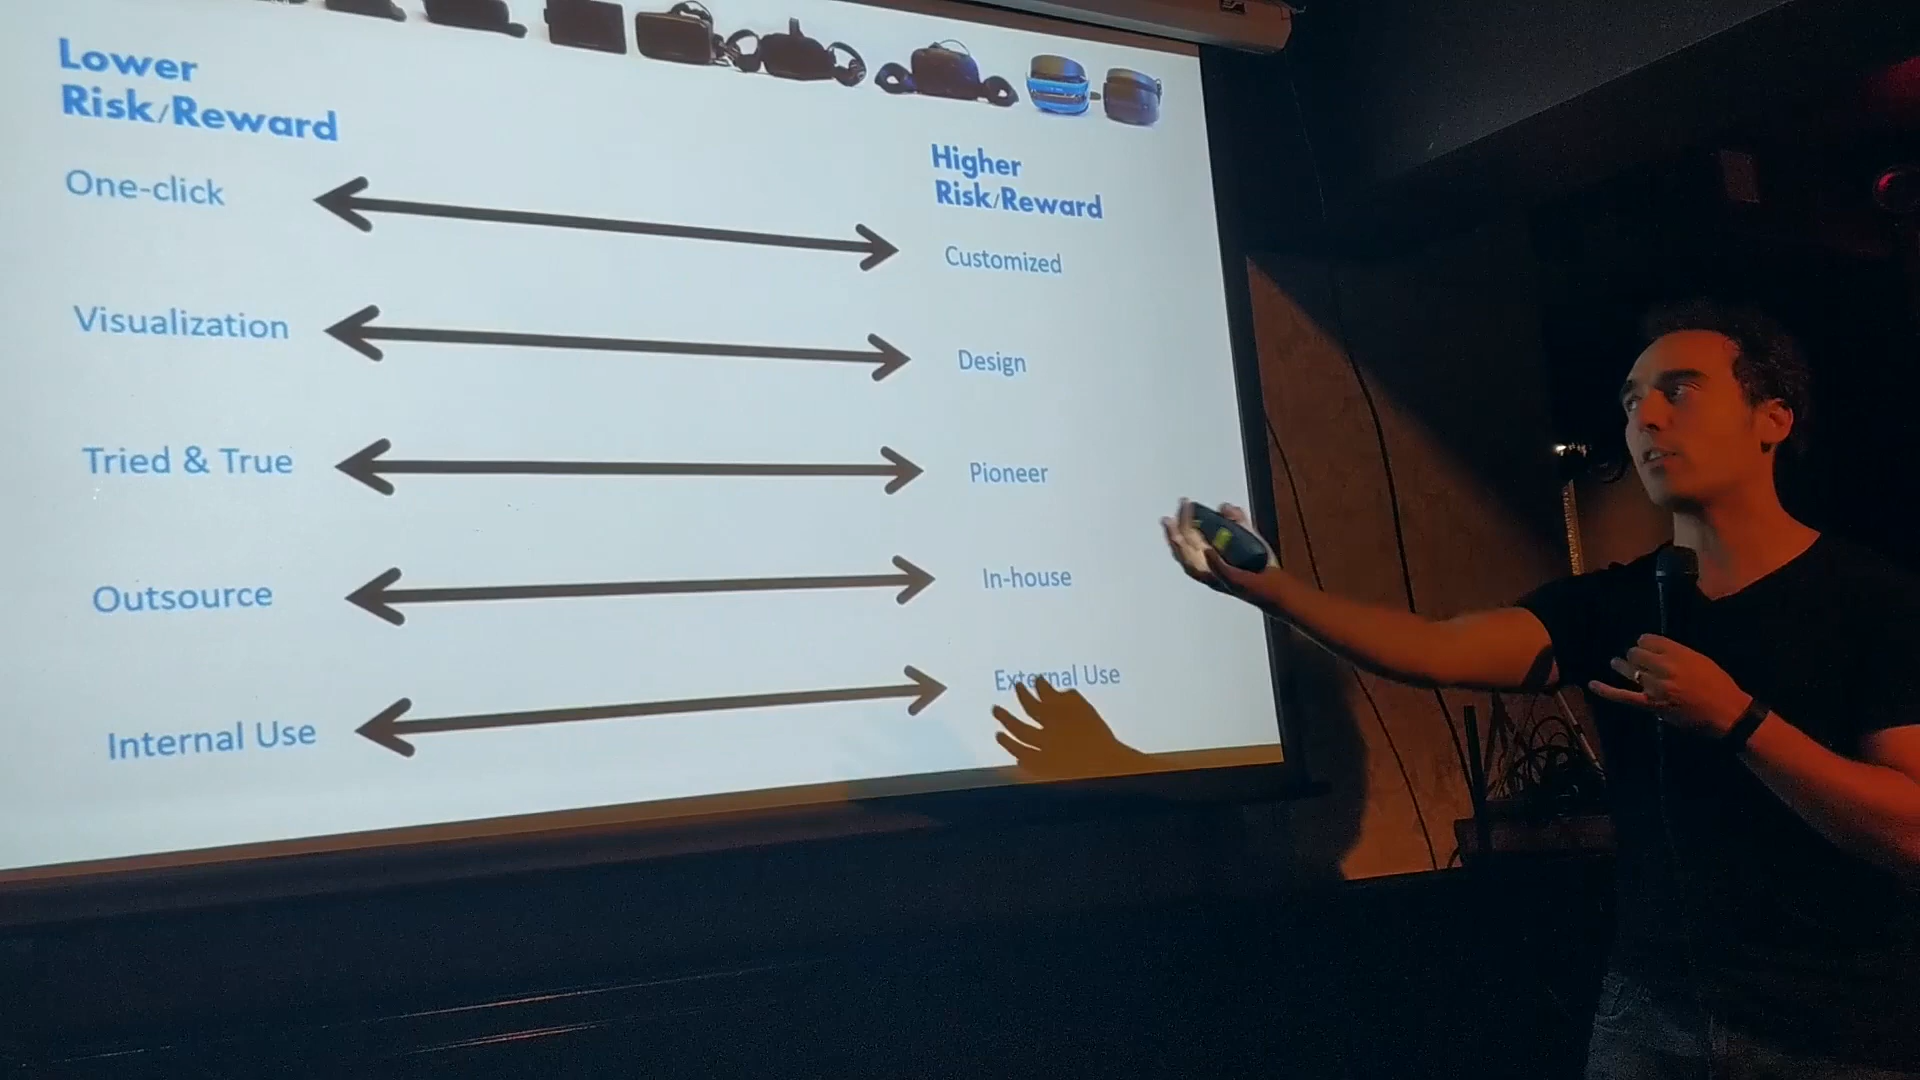 Lower
Risk/Reward
Higher
Risk/Reward
One-click
Customized
Visualization
Design
Tried & True
Pioneer
Outsource
In-house
Internal Use
External Use